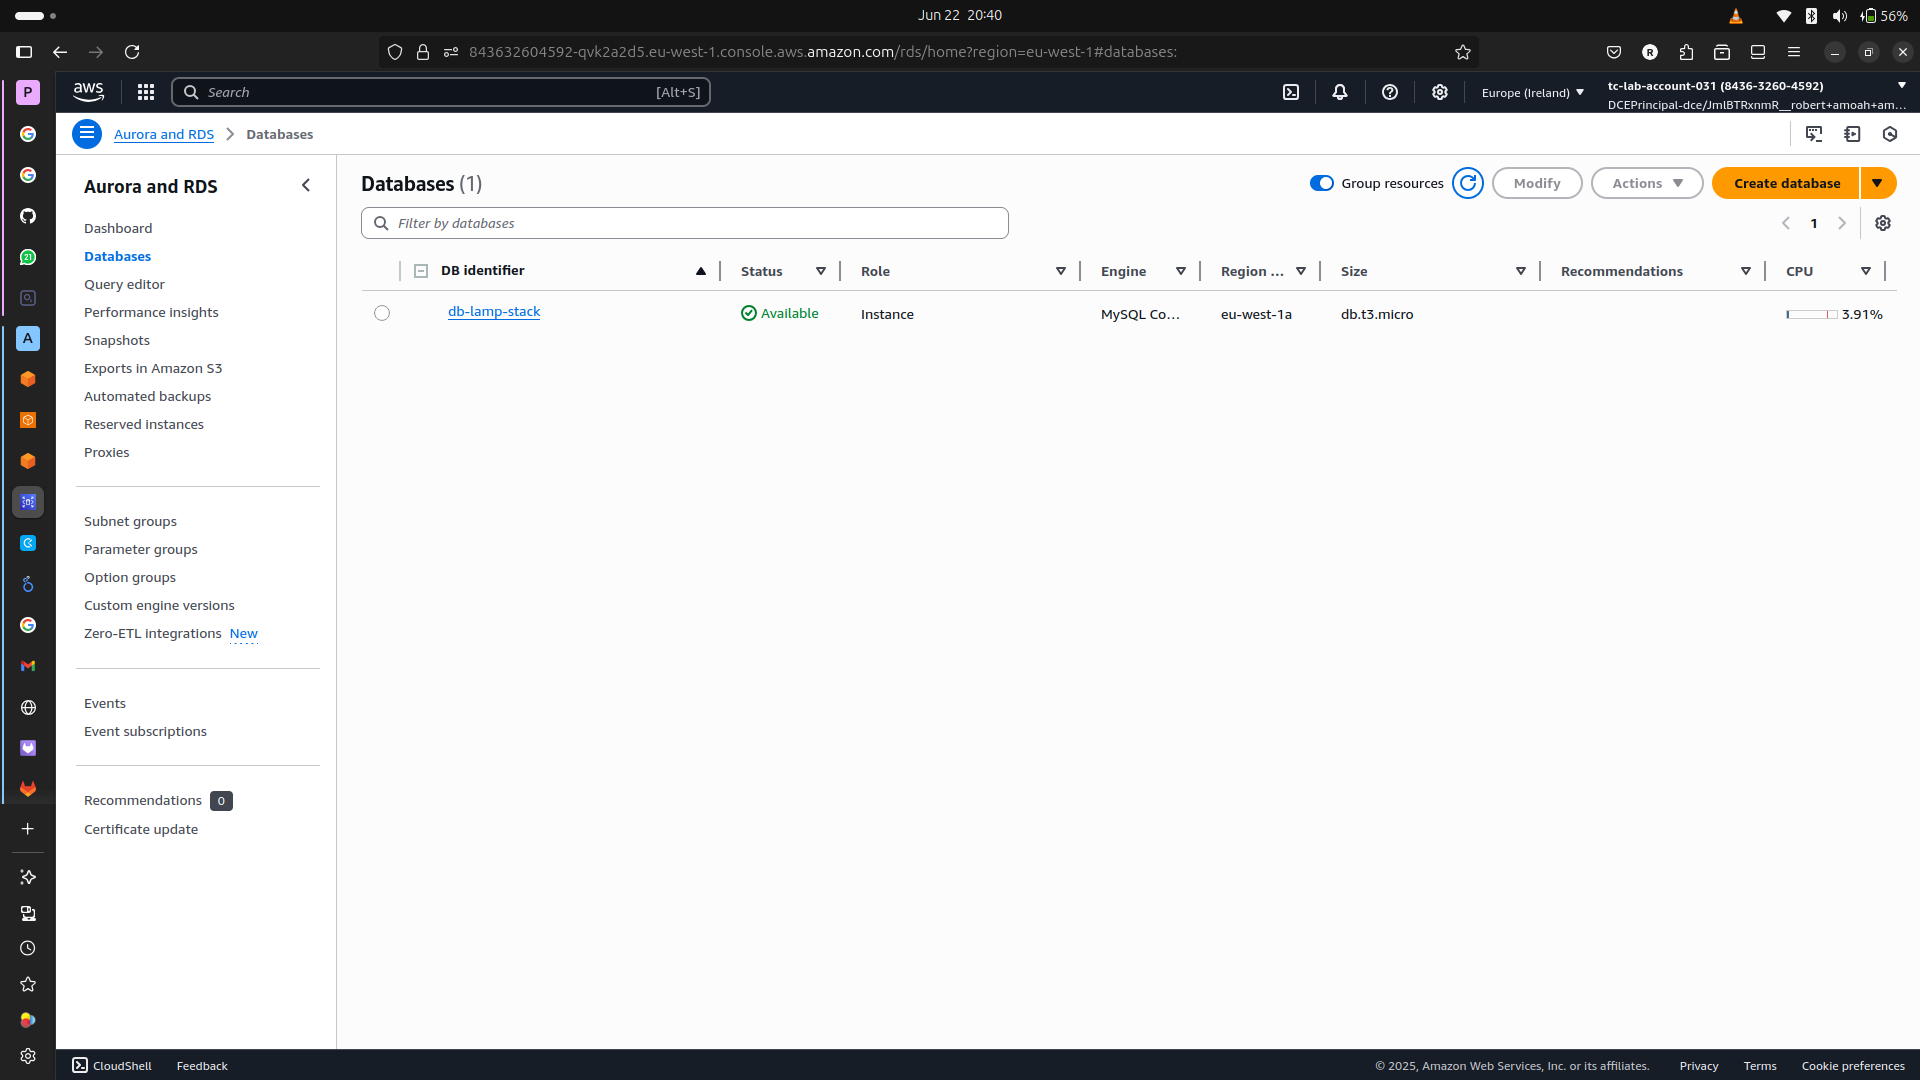 Jun 22 20:40
56%
843632604592-qvk2a2d5.eu-west-1.console.aws.amazon.com/rds/home?region=eu-west-1#databases:
R
P
aws
Search
[Alt+S]
Europe (Ireland)
tc-lab-account-031 (8436-3260-4592)
DCEPrincipal-dce/JmlBTRxnmR__robert+amoah+am...
Aurora and RDS
Databases
Aurora and RDS
Dashboard
Databases
Query editor
Performance insights
Snapshots
Exports in Amazon S3
Automated backups
Reserved instances
Proxies
Subnet groups
Parameter groups
Option groups
Custom engine versions
Zero-ETL integrations New
Events
Event subscriptions
Recommendations 0
Certificate update
21
A
Databases (1)
Group resources
Modify
Actions
Create database
Filter by databases
1
DB identifier Status Role Engine Region ... Size Recommendations CPU
db-lamp-stack Available Instance MySQL Co... eu-west-1a db.t3.micro 3.91%
CloudShell Feedback
© 2025, Amazon Web Services, Inc. or its affiliates. Privacy Terms Cookie preferences